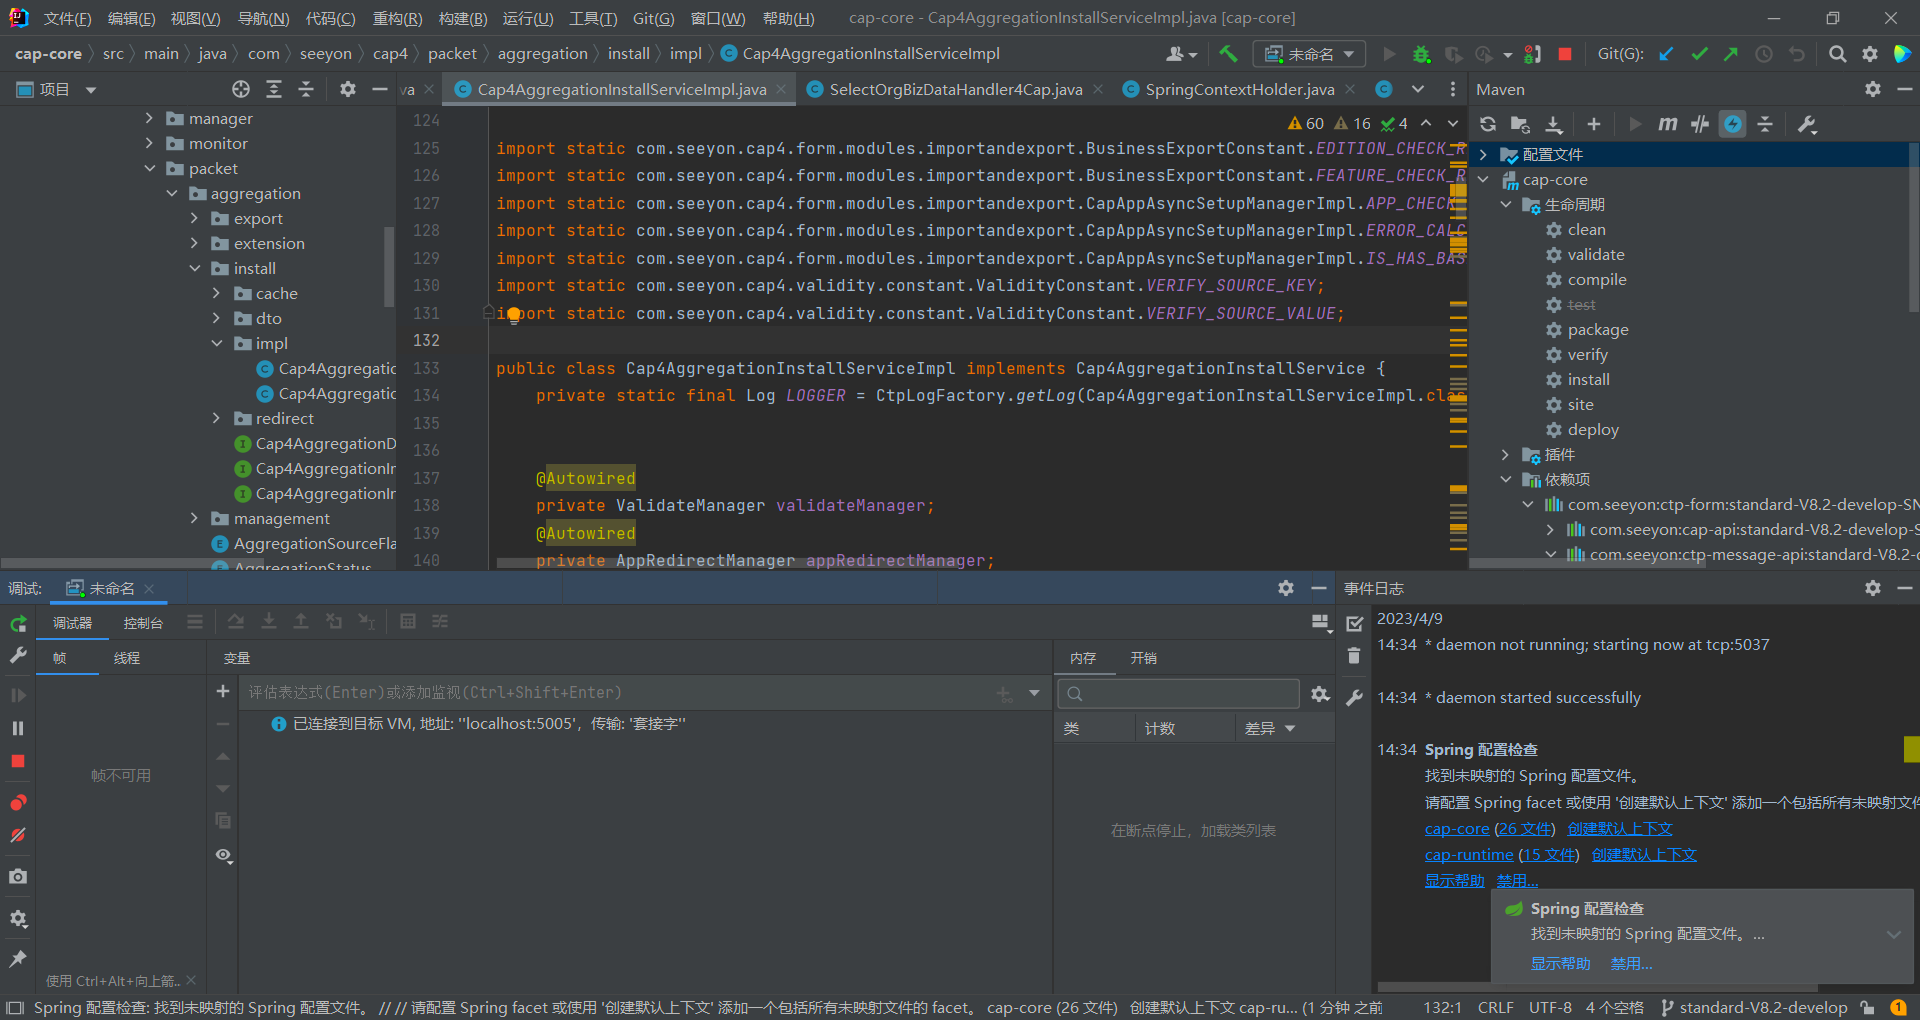 文件(F) 编辑(E) 视图(V) 导航(N) 代码(C) 重构(R) 构建(B) 运行(U) 工具(T) Git(G) 窗口(W) 帮助(H) cap-core - Cap4AggregationInstallServiceImpl.java [cap-core]
cap-core src main java com seeyon cap4 packet aggregation install impl Cap4AggregationInstallServiceImpl 未命名 Git(G):
项目
va Cap4AggregationInstallServiceImpl.java SelectOrgBizDataHandler4Cap.java SpringContextHolder.java
Maven
manager
monitor
packet
aggregation
export
extension
install
cache
dto
impl
Cap4Aggregatic
Cap4Aggregatic
redirect
Cap4AggregationD
Cap4AggregationIr
Cap4AggregationIr
management
AggregationSourceFla
AggregationStatus
60 16 4
124
125 import static com.seeyon.cap4.form.modules.importandexport.BusinessExportConstant.EDITION_CHECK_R
126 import static com.seeyon.cap4.form.modules.importandexport.BusinessExportConstant.FEATURE_CHECK_R
127 import static com.seeyon.cap4.form.modules.importandexport.CapAppAsyncSetupManagerImpl.APP_CHECK
128 import static com.seeyon.cap4.form.modules.importandexport.CapAppAsyncSetupManagerImpl.ERROR_CALC
129 import static com.seeyon.cap4.form.modules.importandexport.CapAppAsyncSetupManagerImpl.IS_HAS_BAS
130 import static com.seeyon.cap4.validity.constant.ValidityConstant.VERIFY_SOURCE_KEY;
131 import static com.seeyon.cap4.validity.constant.ValidityConstant.VERIFY_SOURCE_VALUE;
132
133 public class Cap4AggregationInstallServiceImpl implements Cap4AggregationInstallService {
134 private static final Log LOGGER = CtpLogFactory.getLog(Cap4AggregationInstallServiceImpl.clas
135
136
137 @Autowired
138 private ValidateManager validateManager;
139 @Autowired
140 private AppRedirectManager appRedirectManager;
配置文件
cap-core
生命周期
clean
validate
compile
test
package
verify
install
site
deploy
插件
依赖项
com.seeyon:ctp-form:standard-V8.2-develop-SN
com.seeyon:cap-api:standard-V8.2-develop-S
com.seeyon:ctp-message-api:standard-V8.2-c
调试: 未命名
调试器 控制台
帧 线程 变量
评估表达式(Enter)或添加监视(Ctrl+Shift+Enter)
已连接到目标 VM, 地址: ''localhost:5005'，传输: '套接字''
帧不可用
使用 Ctrl+Alt+向上箭..
内存 开销
类 计数 差异
在断点停止，加载类列表
事件日志
2023/4/9
14:34 * daemon not running; starting now at tcp:5037
14:34 * daemon started successfully
14:34 Spring 配置检查
找到未映射的 Spring 配置文件。
请配置 Spring facet 或使用 '创建默认上下文' 添加一个包括所有未映射文件
cap-core (26 文件) 创建默认上下文
cap-runtime (15 文件) 创建默认上下文
显示帮助 禁用...
Spring 配置检查
找到未映射的 Spring 配置文件。...
显示帮助 禁用...
Spring 配置检查: 找到未映射的 Spring 配置文件。 // // 请配置 Spring facet 或使用 '创建默认上下文' 添加一个包括所有未映射文件的 facet。 cap-core (26 文件) 创建默认上下文 cap-ru... (1 分钟 之前 132:1 CRLF UTF-8 4 个空格 standard-V8.2-develop 1